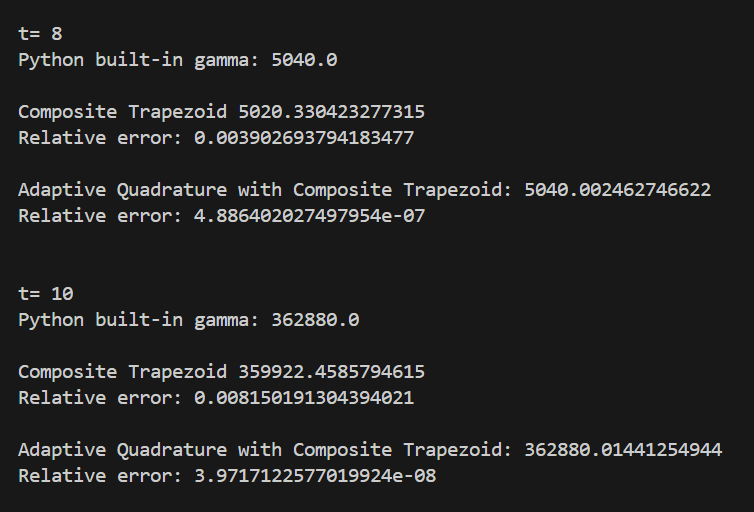 t= 8
Python built-in gamma: 5040.0
Composite Trapezoid 5020.330423277315
Relative error: 0.003902693794183477
Adaptive Quadrature with Composite Trapezoid: 5040.002462746622
Relative error: 4.886402027497954e-07
t= 10
Python built-in gamma: 362880.0
Composite Trapezoid 359922.4585794615
Relative error: 0.008150191304394021
Adaptive Quadrature with Composite Trapezoid: 362880.01441254944
Relative error: 3.9717122577019924e-08